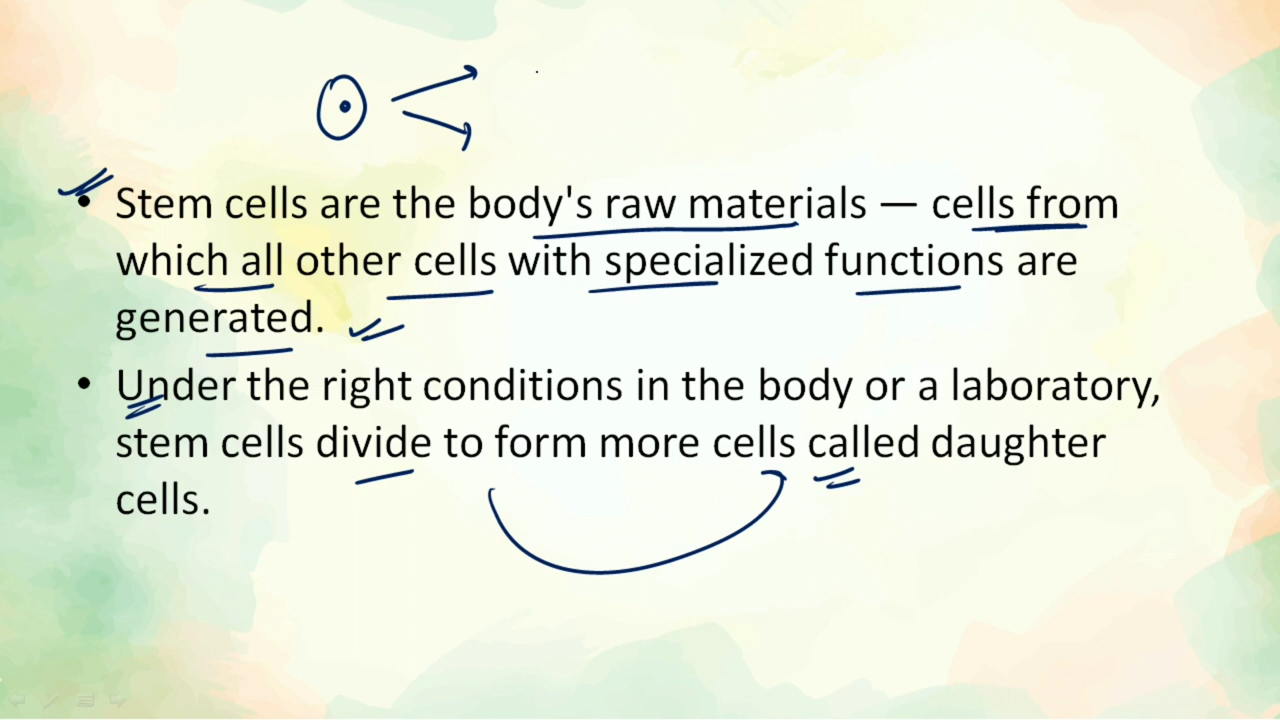 • Stem cells are the body's raw materials — cells from
which all other cells with specialized functions are
generated.
• Under the right conditions in the body or a laboratory,
stem cells divide to form more cells called daughter
cells.